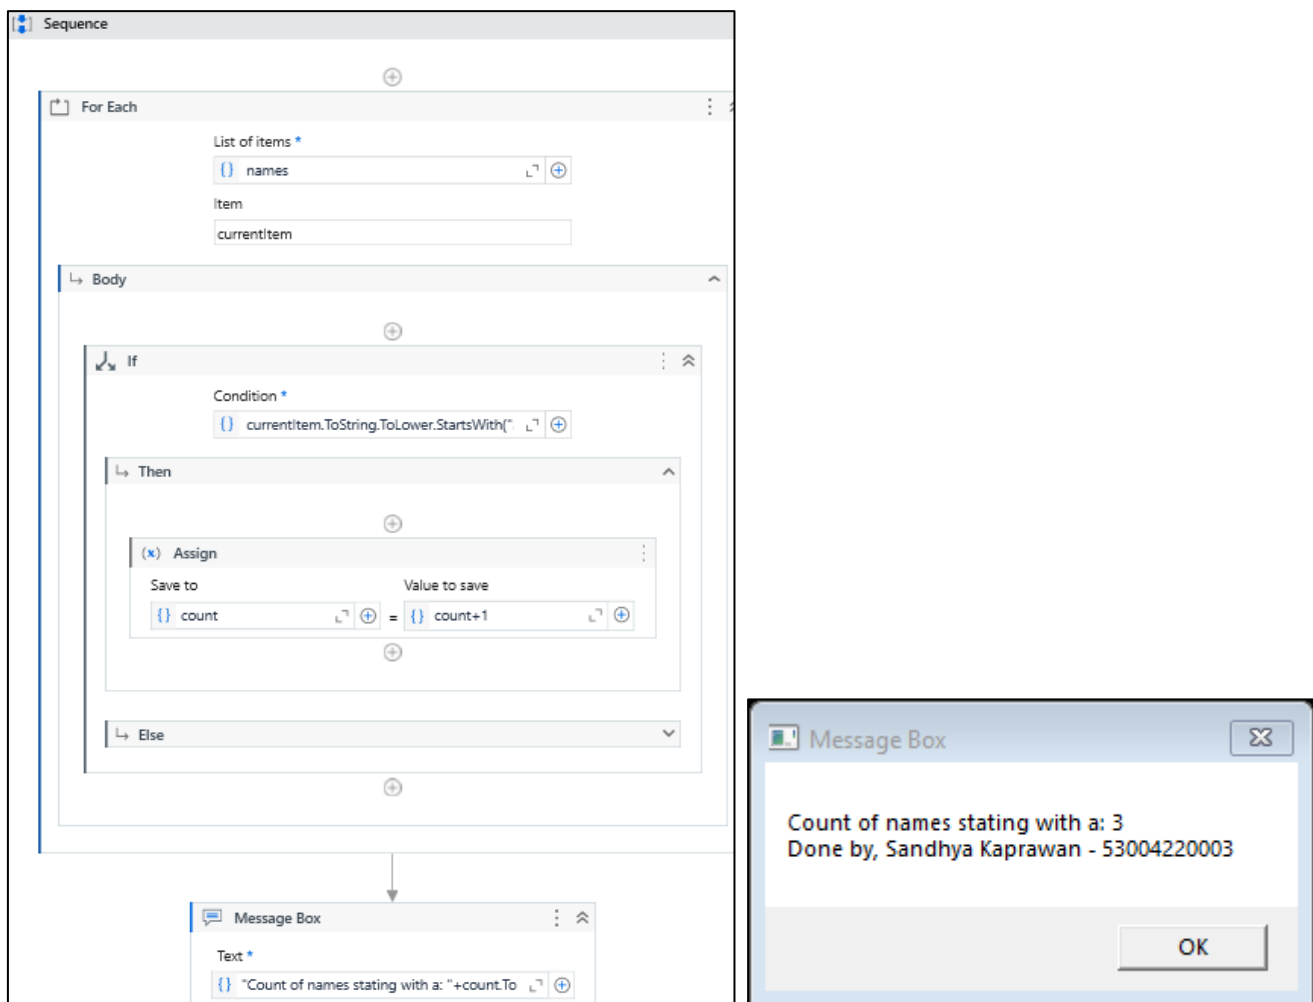 Sequence
For Each
List of items *
{} names
Item
currentItem
Body
If
Condition *
{} currentItem.ToString.ToLower.StartsWith("
Then
(x) Assign
Save to Value to save
{} count = {} count+1
Else
Message Box
Text *
{} "Count of names stating with a: "+count.To
Message Box
Count of names stating with a: 3
Done by, Sandhya Kaprawan - 53004220003
OK